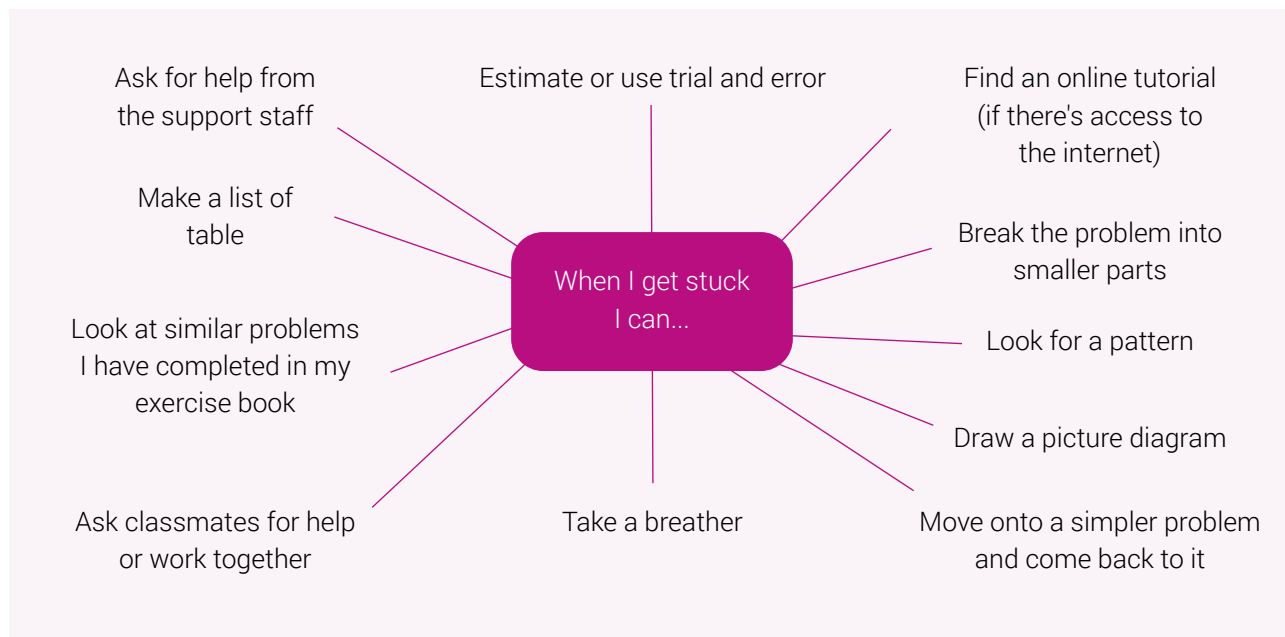 Ask for help from
the support staff
Estimate or use trial and error
Find an online tutorial
(if there's access to
the internet)
Make a list of
table
Break the problem into
smaller parts
When I get stuck
I can...
Look at similar problems
I have completed in my
exercise book
Look for a pattern
Draw a picture diagram
Ask classmates for help
or work together
Take a breather
Move onto a simpler problem
and come back to it